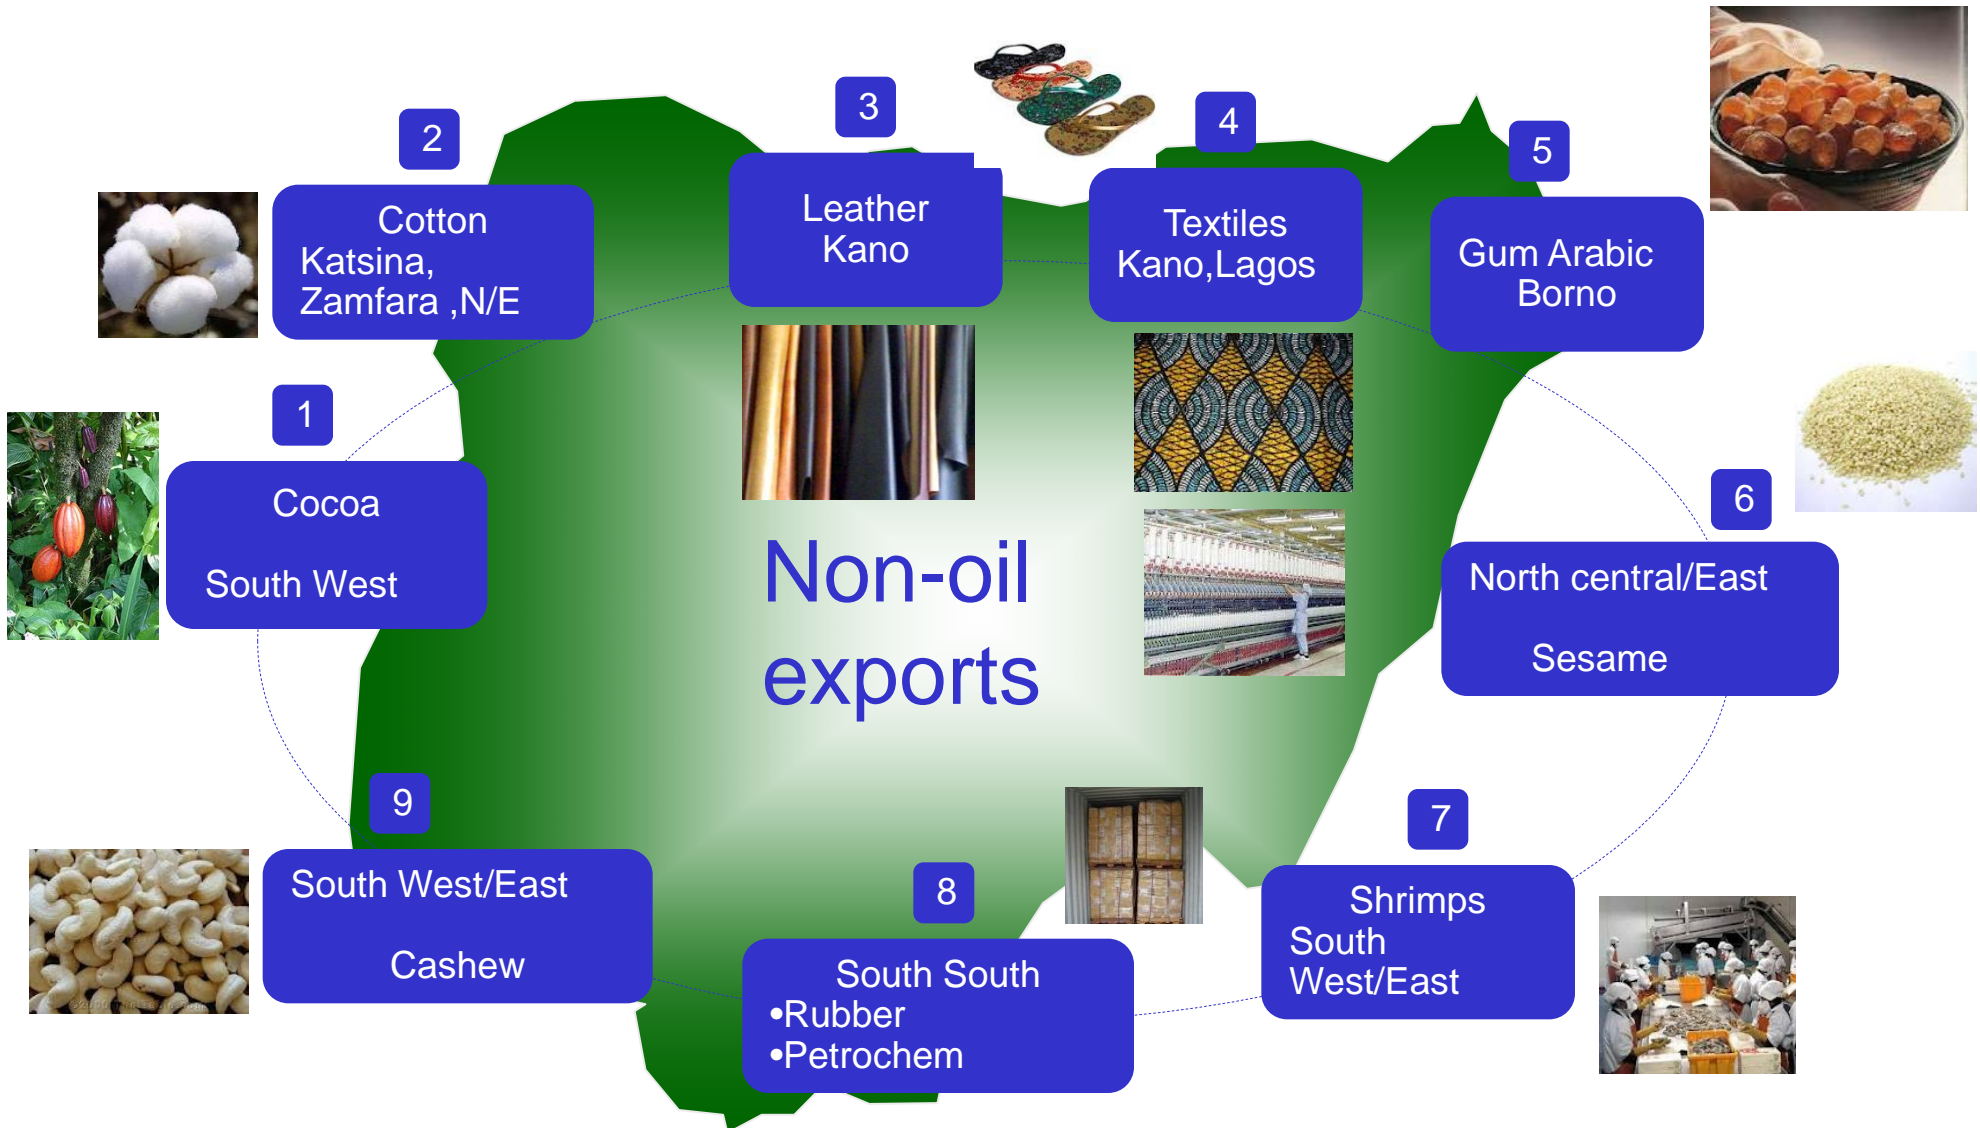 3
2
4
5
Leather
Kano
Cotton
Katsina,
Zamfara ,N/E
Textiles
Kano,Lagos
Gum Arabic
Borno
1
Cocoa
South West
6
North central/East
Sesame
Non-oil
exports
9
South West/East
Cashew
8
South South
•Rubber
•Petrochem
7
Shrimps
South
West/East